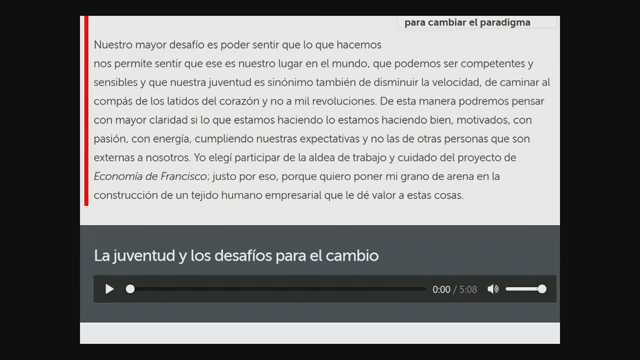 para cambiar el paradigma
Nuestro mayor desafío es poder sentir que lo que hacemos
nos permite sentir que ese es nuestro lugar en el mundo, que podemos ser competentes y
sensibles y que nuestra juventud es sinónimo también de disminuir la velocidad, de caminar al
compás de los latidos del corazón y no a mil revoluciones. De esta manera podremos pensar
con mayor claridad si lo que estamos haciendo lo estamos haciendo bien, motivados, con
pasión, con energía, cumpliendo nuestras expectativas y no las de otras personas que son
externas a nosotros. Yo elegí participar de la aldea de trabajo y cuidado del proyecto de
Economía de Francisco; justo por eso, porque quiero poner mi grano de arena en la
construcción de un tejido humano empresarial que le dé valor a estas cosas.
La juventud y los desafíos para el cambio
0:00 / 5:08